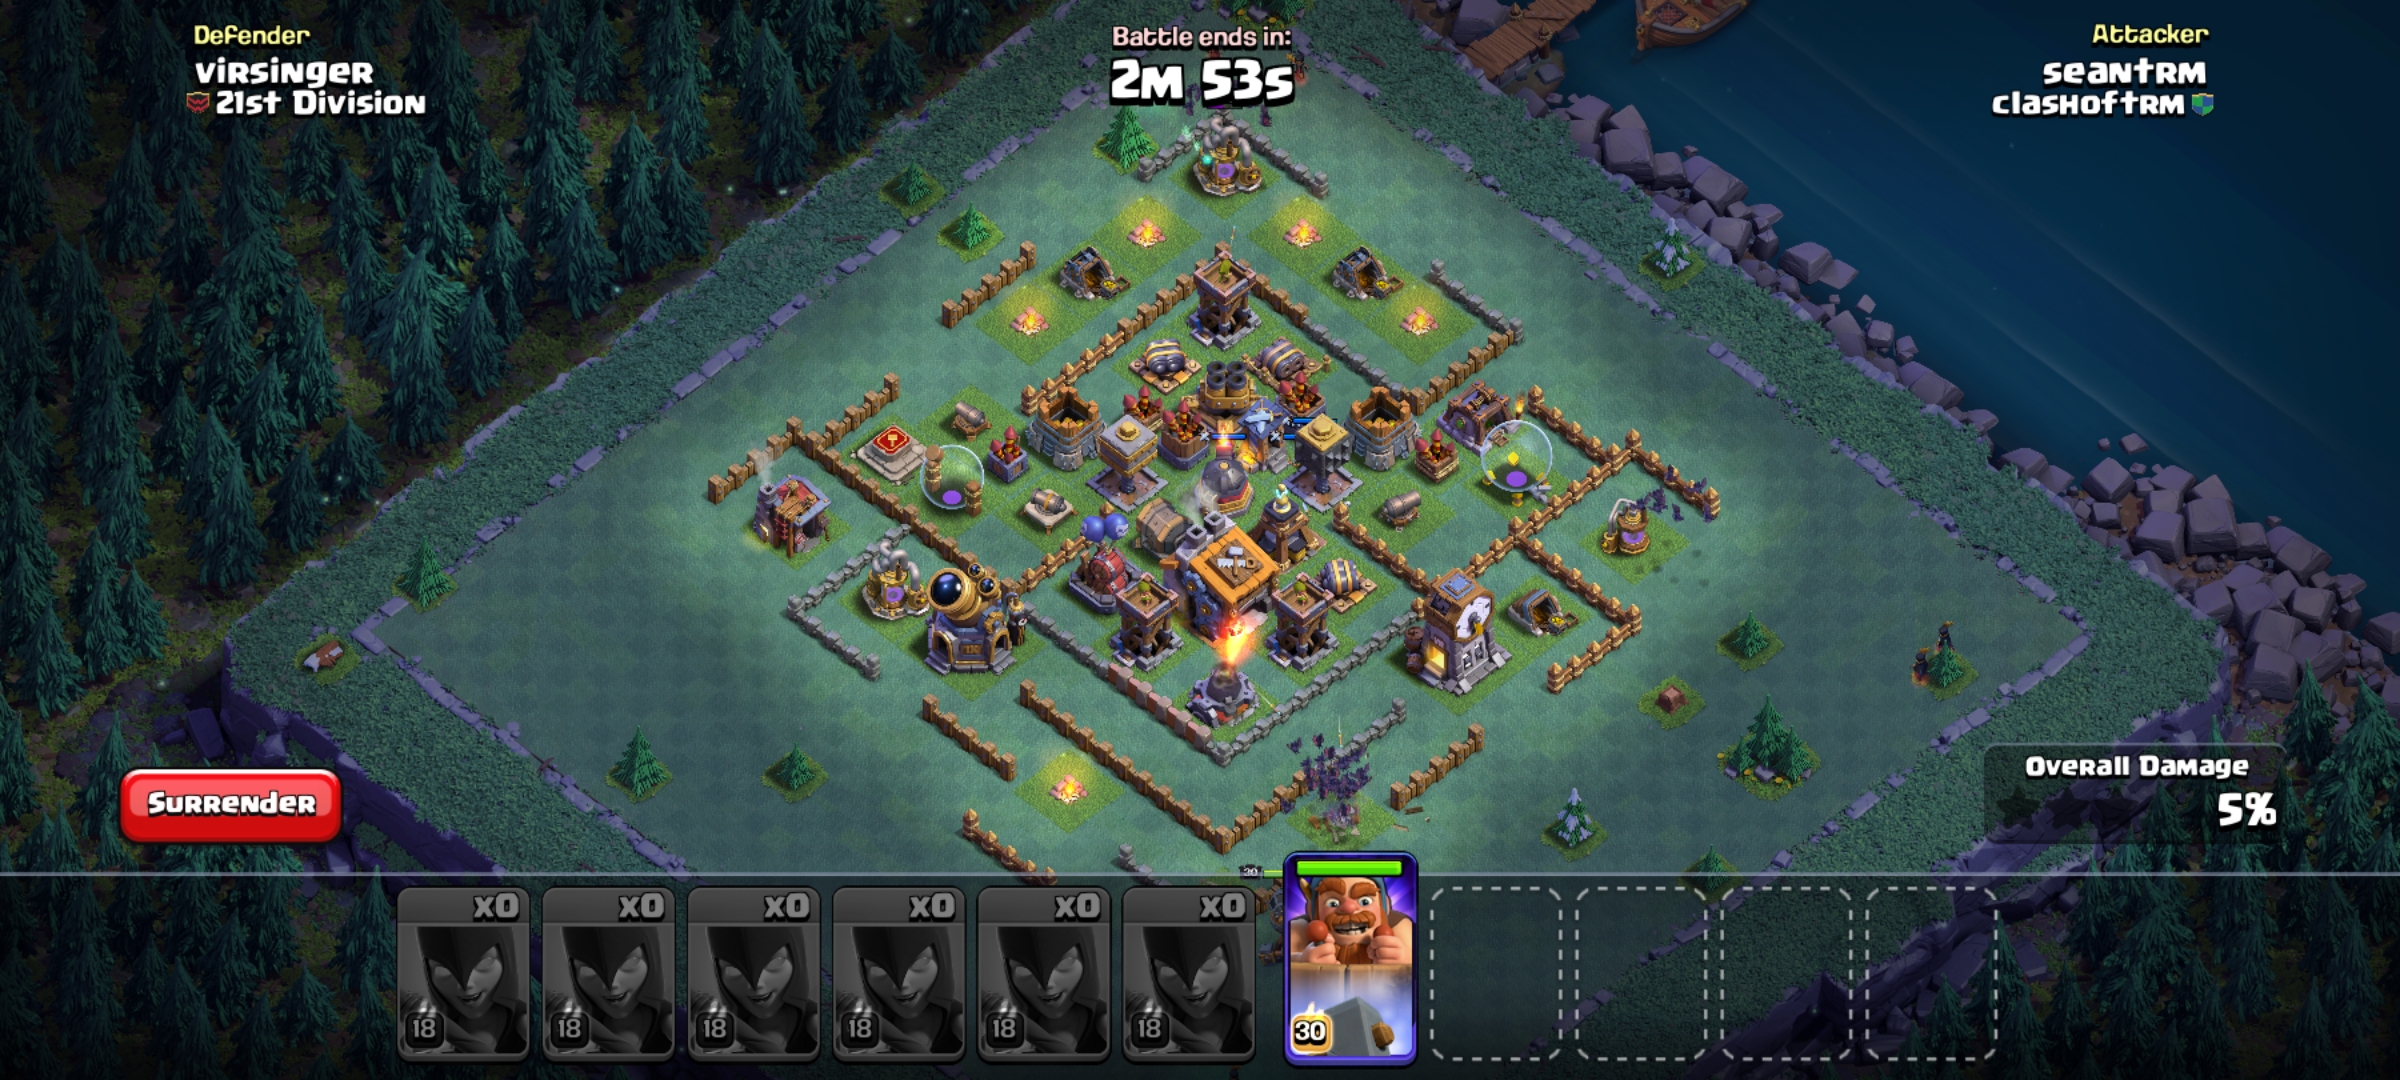 Defender
virsinger
21st Division
Battle ends in:
2M 53s
Attacker
seantrm
clashoftrm
Surrender
Overall Damage
5%
x0
x0
x0
x0
x0
x0
30
18
18
18
18
18
18
30